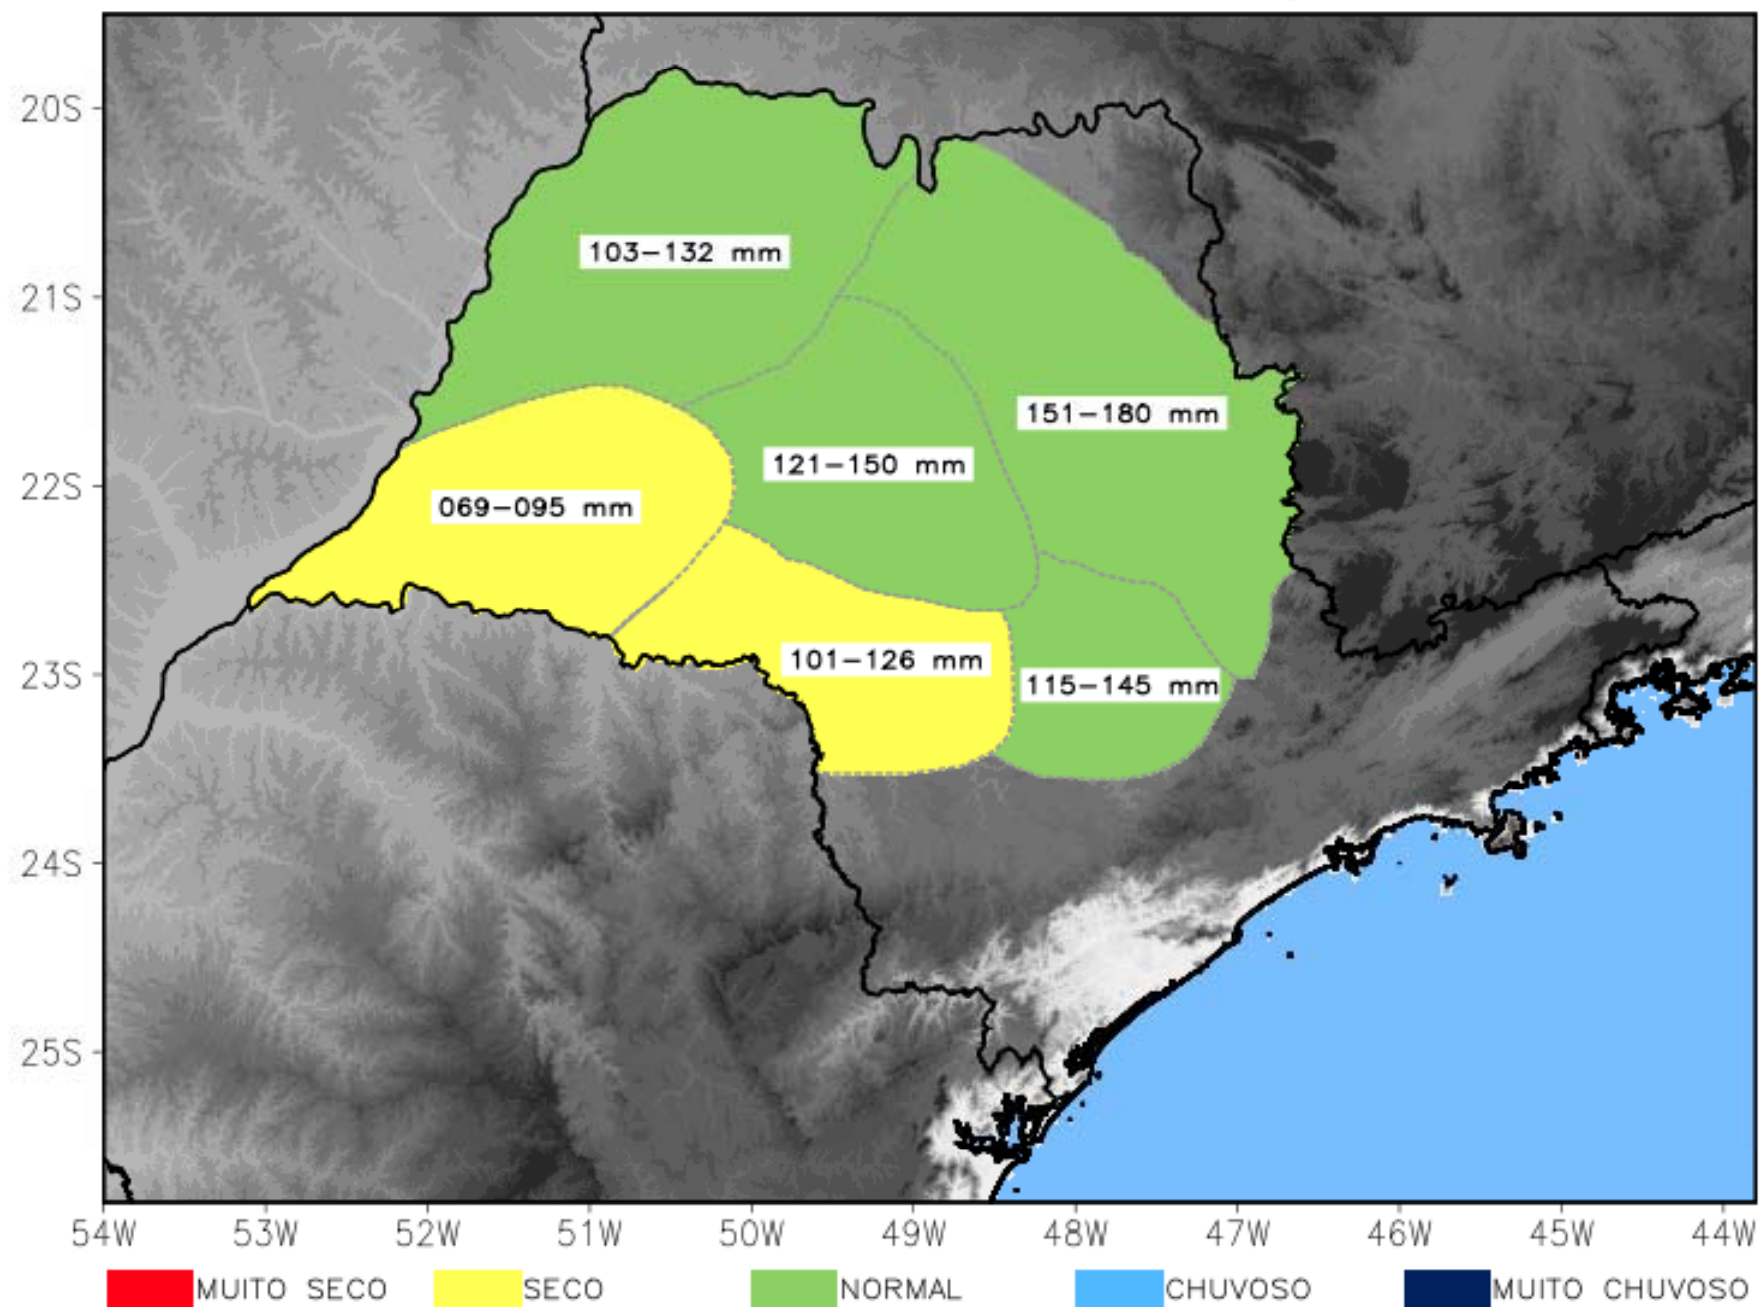 20S
103-132 mm
21S
151-180 mm
121-150 mm
22S
069-095 mm
101-126 mm
23S
115-145 mm
24S
25S
54W 53W 52W 51W 50W 49W 48W 47W 46W 45W 44W
MUITO SECO SECO NORMAL CHUVOSO MUITO CHUVOSO